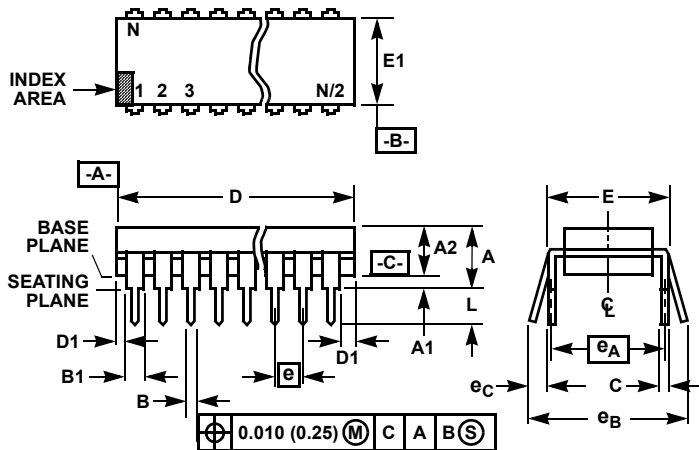 N
E1
INDEX
AREA
1 2 3 N/2
-B-
-A-
D
E
BASE
PLANE
A2
A
-C-
SEATING
PLANE
L
C
L
D1
A1
D1
eA
B1
e
eC
C
B
eB
0.010 (0.25) M C A B S